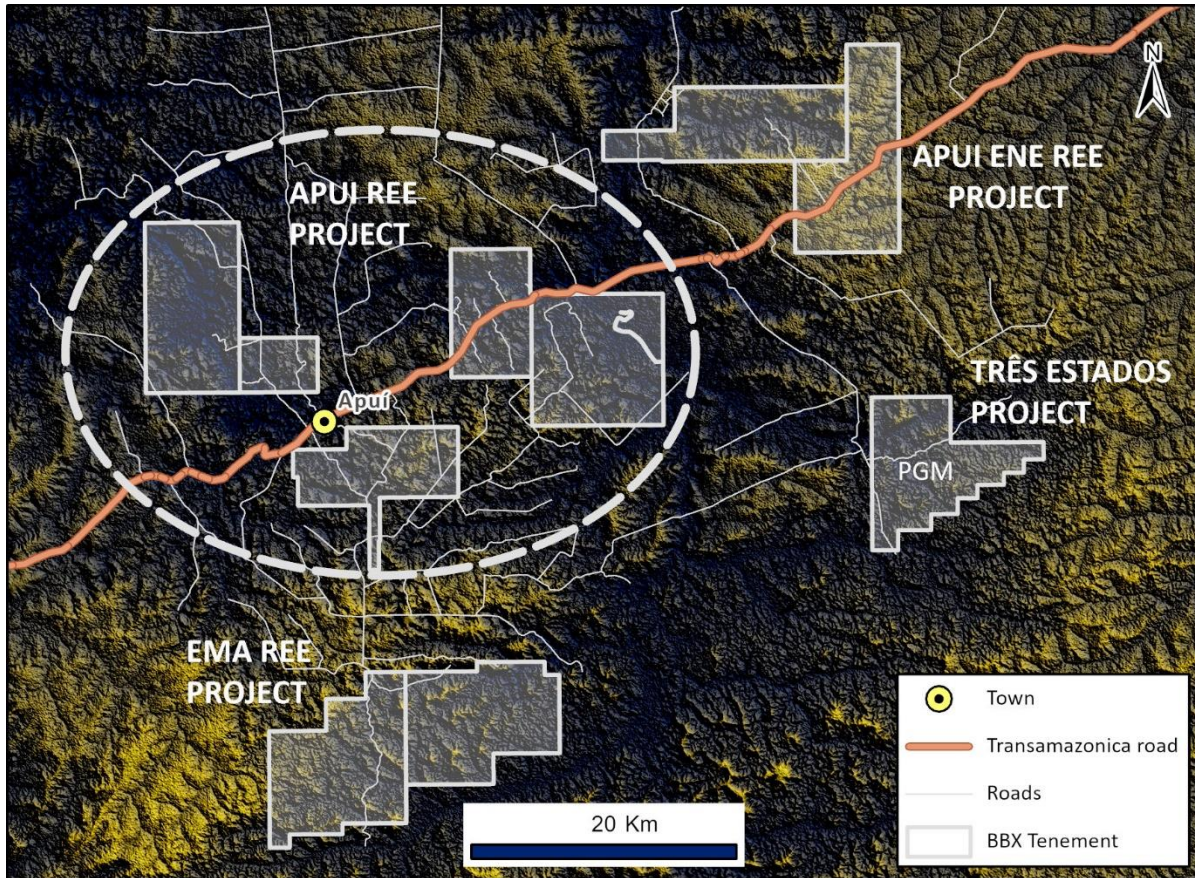 N
APUI ENE REE
PROJECT
APUI REE
PROJECT
TRÊS ESTADOS
PROJECT
Apuí
PGM
EMA REE
PROJECT
Town
Transamazonica road
Roads
BBX Tenement
20 Km